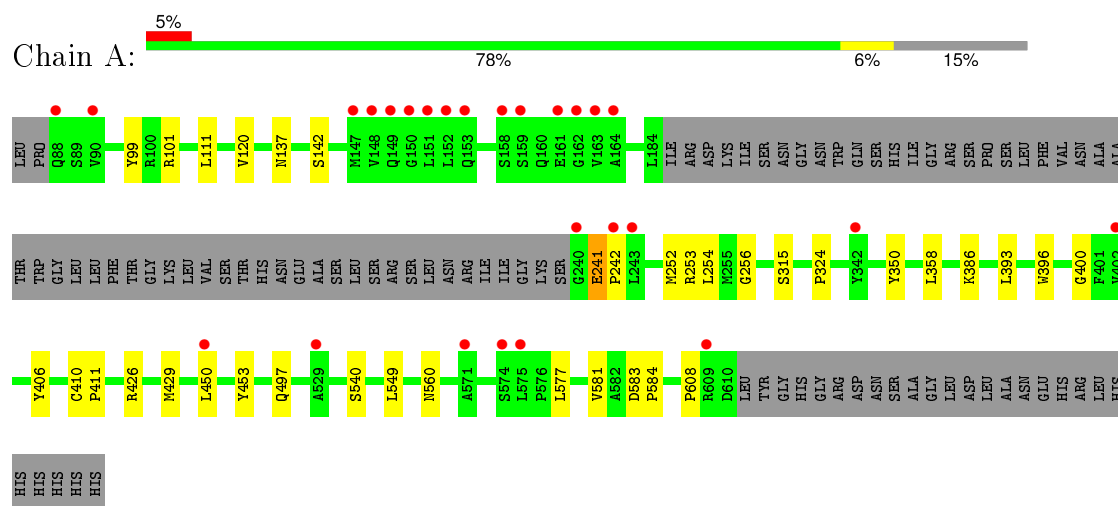 5%
Chain A:
78% 6% 15%
LEU PRO Q88 S89 V90 Y99 R100 R101 L111 V120 N137 S142 M147 V148 Q149 G150 L151 L152 Q153 S158 S159 Q160 E161 G162 V163 A164 L184 ILE ARG ASP LYS ILE SER ASN GLY ASN TRP GLN SER HIS ILE GLY ARG SER PRO SER LEU PHE VAL ASN ALA ALA
THR TRP GLY LEU LEU PHE THR GLY LYS LEU VAL SER THR HIS ASN GLU ALA SER LEU SER ARG SER LEU ASN ARG ILE ILE GLY LYS SER G240 E241 P242 L243 M252 R253 L254 M255 G256 S315 P324 Y342 Y350 L358 K386 L393 W396 G400 F401 V402
Y406 C410 P411 R426 M429 L450 Y453 Q497 A529 S540 L549 N560 A571 S574 L575 P576 L577 V581 A582 D583 P584 P608 R609 D610 LEU TYR GLY HIS GLY ARG ASP ASN SER ALA GLY LEU ASP LEU ALA ASN GLU HIS ARG LEU HIS
HIS HIS HIS HIS HIS